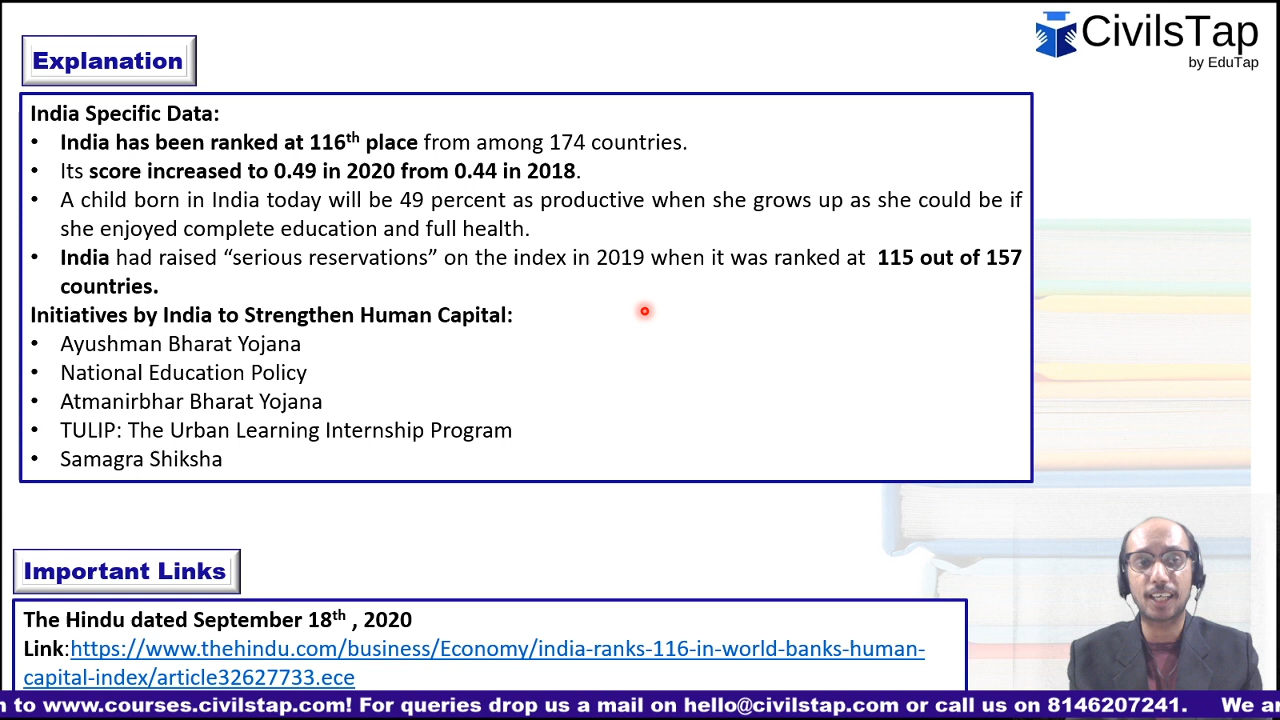 CivilsTap
by EduTap
Explanation
India Specific Data:
• India has been ranked at 116th place from among 174 countries.
• Its score increased to 0.49 in 2020 from 0.44 in 2018.
• A child born in India today will be 49 percent as productive when she grows up as she could be if
she enjoyed complete education and full health.
• India had raised “serious reservations” on the index in 2019 when it was ranked at 115 out of 157
countries.
Initiatives by India to Strengthen Human Capital:
• Ayushman Bharat Yojana
• National Education Policy
• Atmanirbhar Bharat Yojana
• TULIP: The Urban Learning Internship Program
• Samagra Shiksha
Important Links
The Hindu dated September 18th , 2020
Link:https://www.thehindu.com/business/Economy/india-ranks-116-in-world-banks-human-
capital-index/article32627733.ece
n to www.courses.civilstap.com! For queries drop us a mail on hello@civilstap.com or call us on 8146207241. We ar